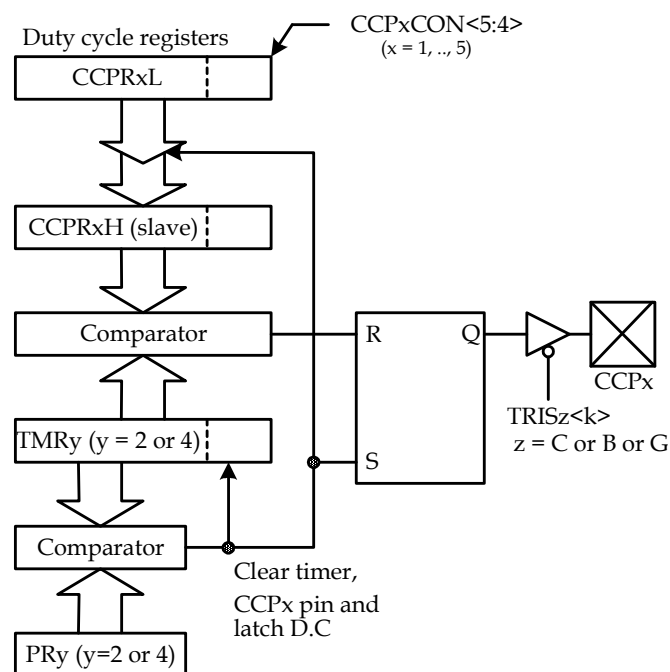 Duty cycle registers
CCPxCON<5:4>
(x = 1, .., 5)
CCPRxL
CCPRxH (slave)
Comparator
R
Q
CCPx
TRISz<k>
z = C or B or G
TMRy (y = 2 or 4)
S
Comparator
Clear timer,
CCPx pin and
latch D.C
PRy (y=2 or 4)